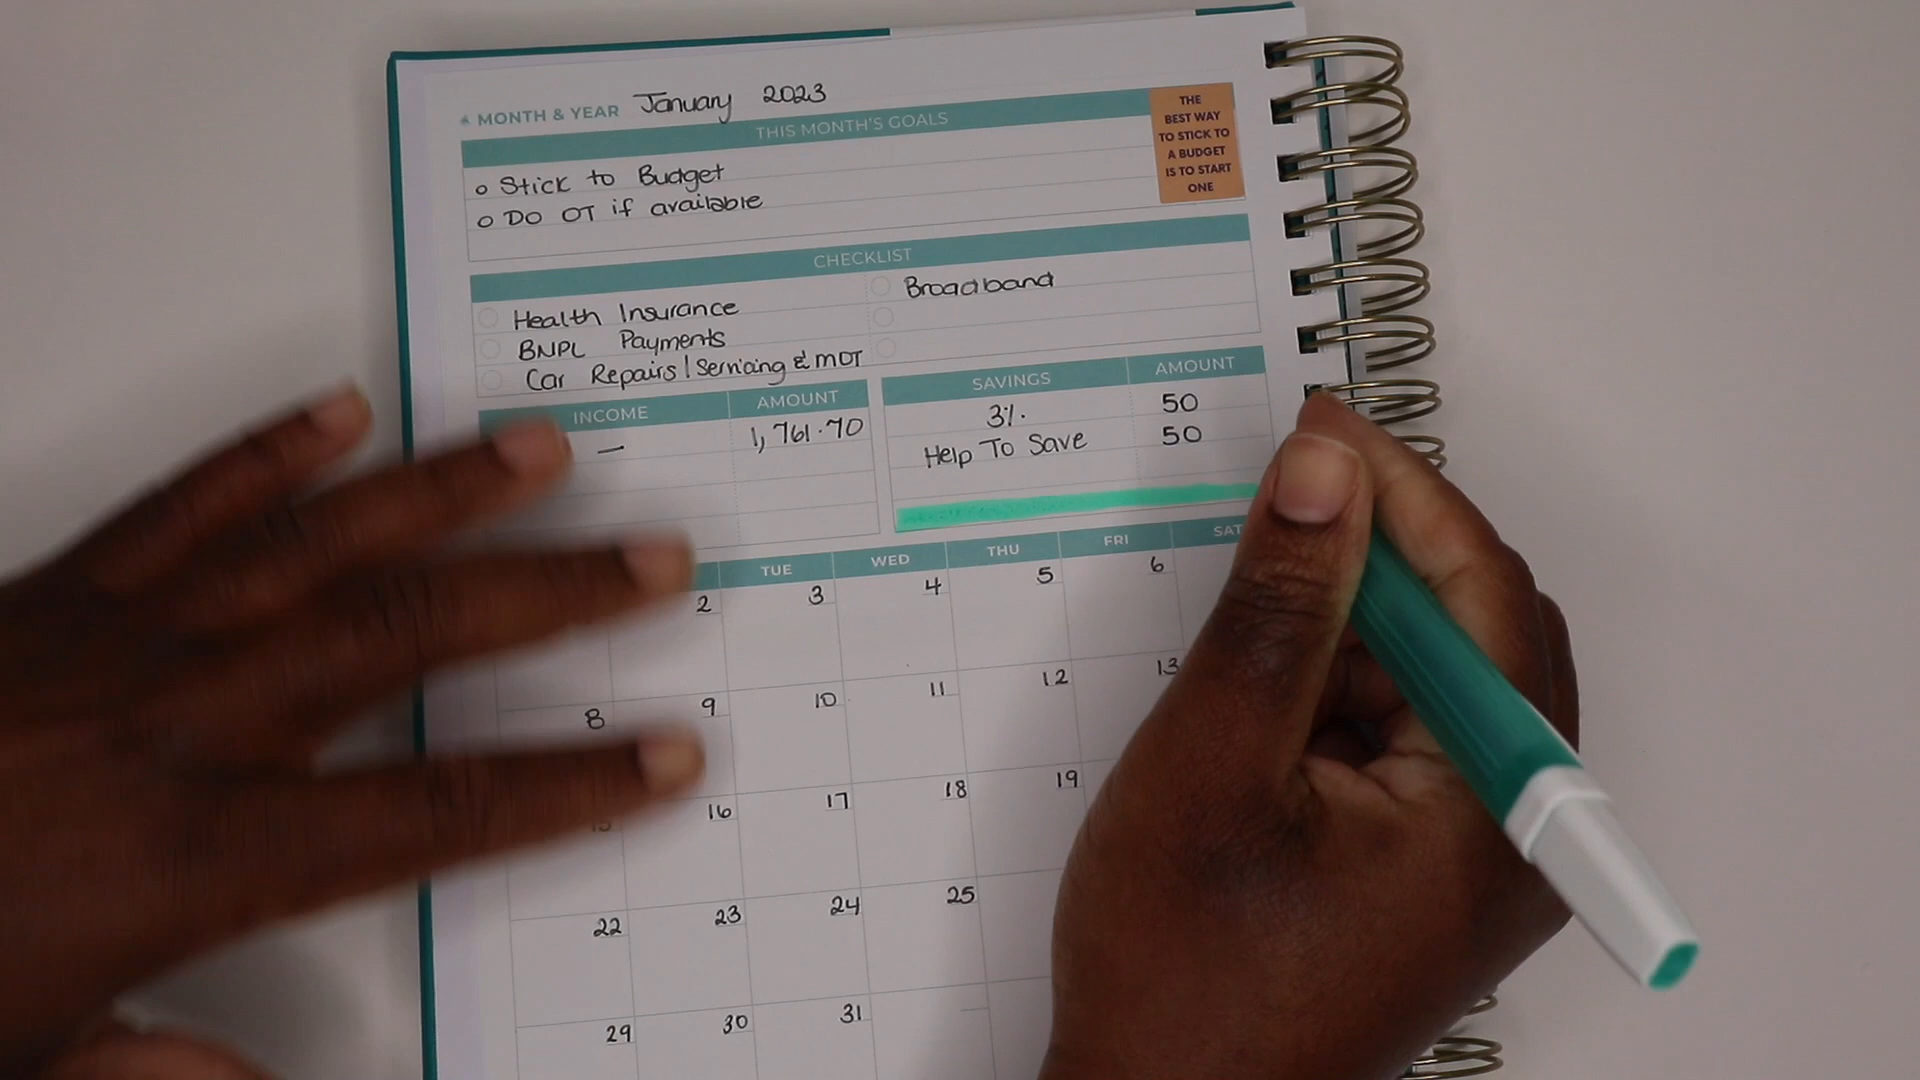 MONTH & YEAR January 2023
THIS MONTH'S GOALS
THE
BEST WAY
TO STICK TO
A BUDGET
IS TO START
ONE
o Stick to Budget
o Do OT if available
CHECKLIST
Health Insurance
BNPL Payments
Car Repairs | Servicing & MOT
Broadband
INCOME AMOUNT
— 1,761.70
SAVINGS AMOUNT
3%. 50
Help To Save 50
TUE WED THU FRI SAT
2 3 4 5 6
8 9 10 11 12 13
15 16 17 18 19
22 23 24 25
29 30 31